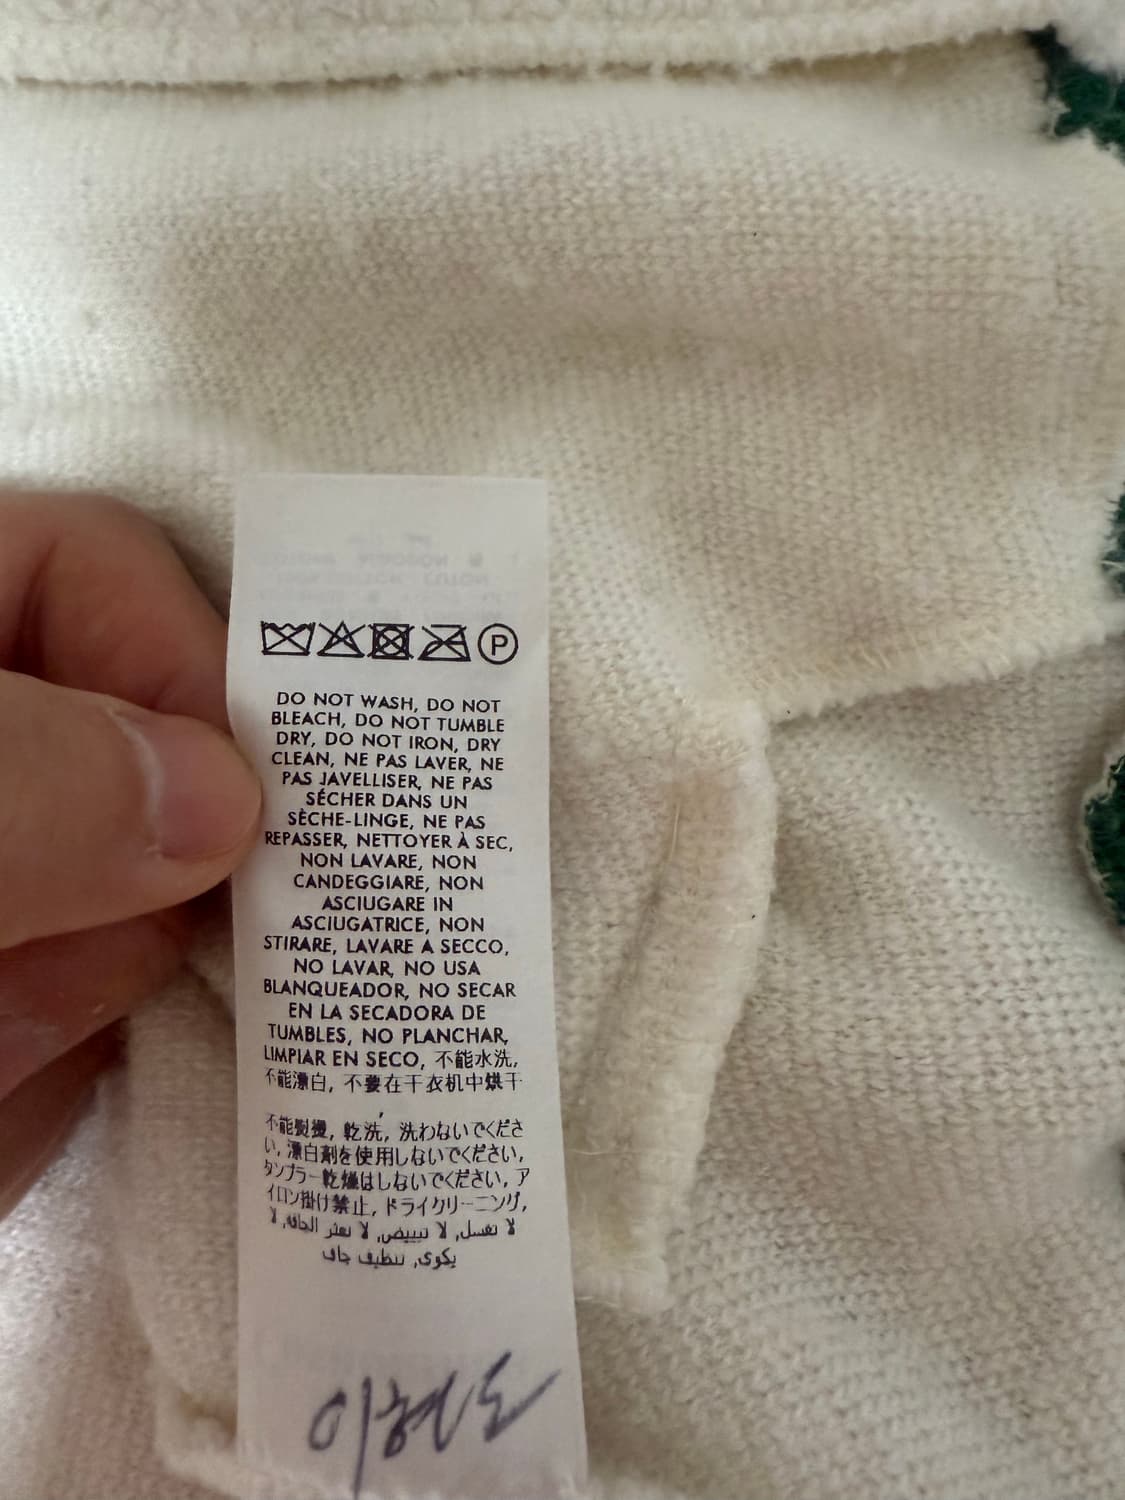 P
DO NOT WASH, DO NOT
BLEACH, DO NOT TUMBLE
DRY, DO NOT IRON, DRY
CLEAN, NE PAS LAVER, NE
PAS JAVELLISER, NE PAS
SÉCHER DANS UN
SÈCHE-LINGE, NE PAS
REPASSER, NETTOYER À SEC,
NON LAVARE, NON
CANDEGGIARE, NON
ASCIUGARE IN
ASCIUGATRICE, NON
STIRARE, LAVARE A SECCO,
NO LAVAR, NO USA
BLANQUEADOR, NO SECAR
EN LA SECADORA DE
TUMBLES, NO PLANCHAR,
LIMPIAR EN SECO, 不能水洗,
不能漂白, 不要在干衣机中烘干
不能熨燙, 乾洗, 洗わないでくださ
い, 漂白剤を使用しないでください,
タンブラー乾燥はしないでください, ア
イロン掛け禁止, ドライクリーニング,
لا تغسل, لا تبييض, لا تعثر الجافة, لا
يكوى, تنظيف جاف
이현도